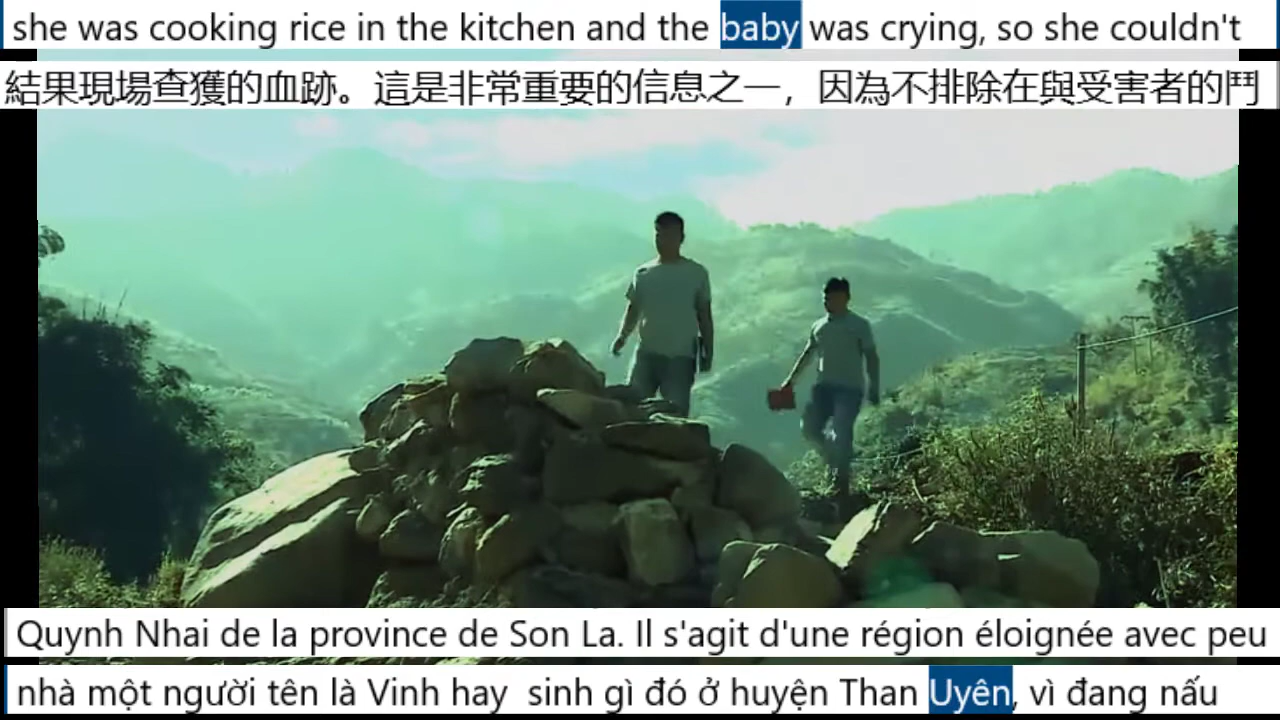 she was cooking rice in the kitchen and the baby was crying, so she couldn't
結果現場查獲的血跡。這是非常重要的信息之一，因為不排除在與受害者的鬥
Quynh Nhai de la province de Son La. Il s'agit d'une région éloignée avec peu
nhà một người tên là Vinh hay sinh gì đó ở huyện Than Uyên, vì đang nấu